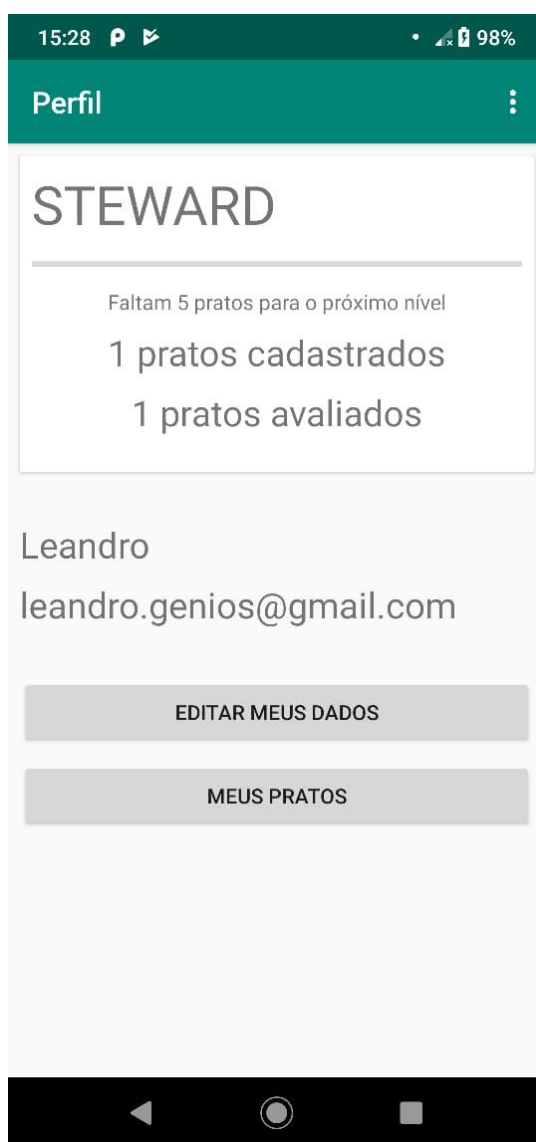 15:28 98%
Perfil
STEWARD
Faltam 5 pratos para o próximo nível
1 pratos cadastrados
1 pratos avaliados
Leandro
leandro.genios@gmail.com
EDITAR MEUS DADOS
MEUS PRATOS